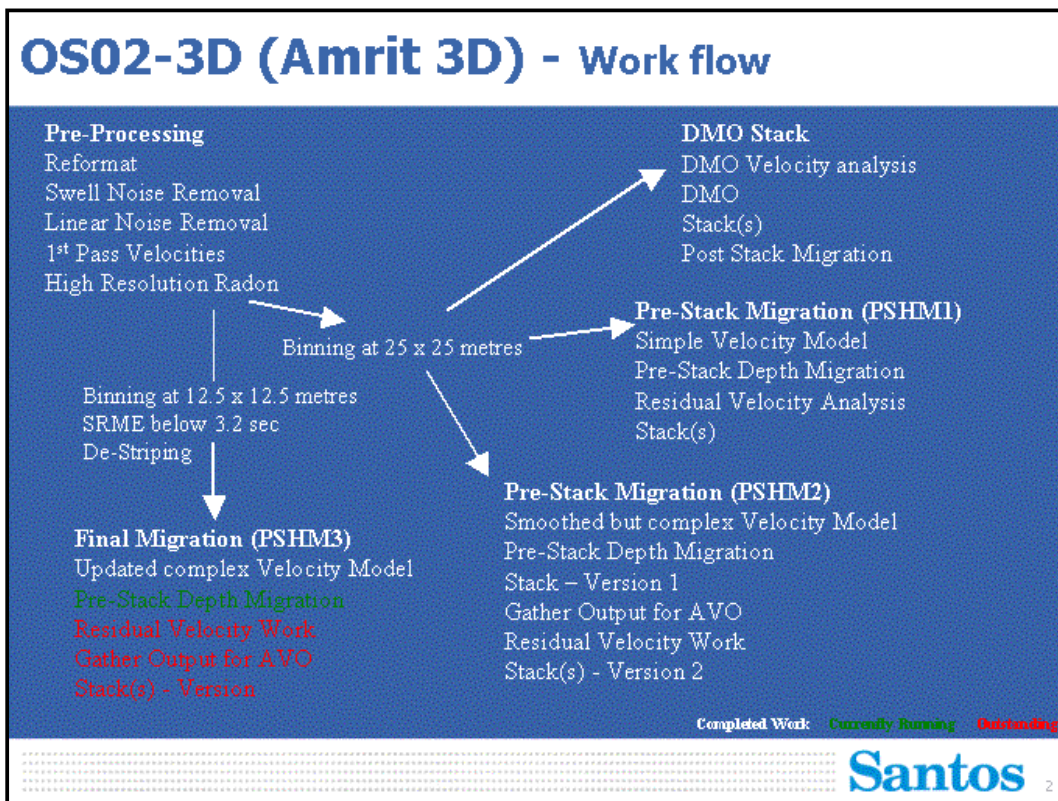 OS02-3D (Amrit 3D) - Work flow
Pre-Processing
Reformat
Swell Noise Removal
Linear Noise Removal
1st Pass Velocities
High Resolution Radon
Binning at 25 x 25 metres
Binning at 12.5 x 12.5 metres
SRME below 3.2 sec
De-Striping
Final Migration (PSHM3)
Updated complex Velocity Model
Pre-Stack Depth Migration
Residual Velocity Work
Gather Output for AVO
Stack(s) - Version
DMO Stack
DMO Velocity analysis
DMO
Stack(s)
Post Stack Migration
Pre-Stack Migration (PSHM1)
Simple Velocity Model
Pre-Stack Depth Migration
Residual Velocity Analysis
Stack(s)
Pre-Stack Migration (PSHM2)
Smoothed but complex Velocity Model
Pre-Stack Depth Migration
Stack – Version 1
Gather Output for AVO
Residual Velocity Work
Stack(s) - Version 2
Completed Work Currently Running Outstanding
Santos 2